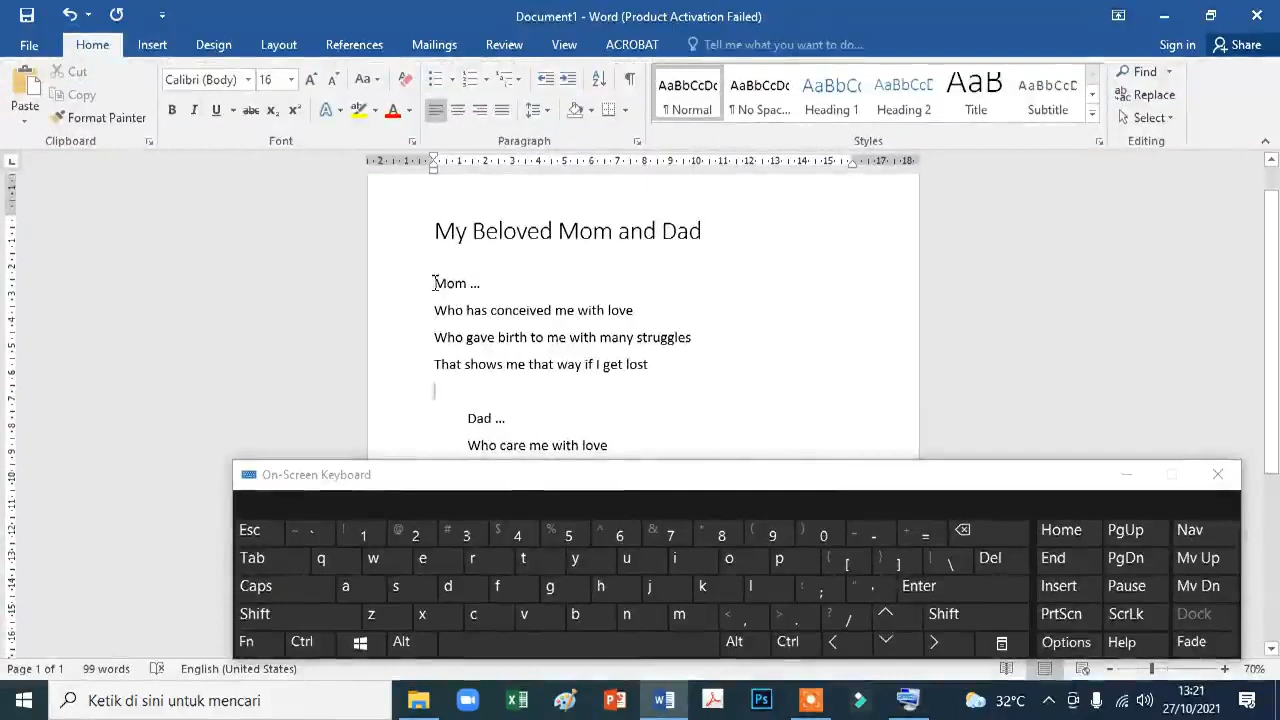 Document1 - Word (Product Activation Failed)
File Home Insert Design Layout References Mailings Review View ACROBAT Tell me what you want to do... Sign in Share
Paste
Cut
Copy
Format Painter
Clipboard
Calibri (Body) 16
Font
Paragraph
AaBbCcDc AaBbCcDc AaBbCc AaBbCcC AaB AaBbCcD
¶ Normal ¶ No Spac... Heading 1 Heading 2 Title Subtitle
Styles
Find
Replace
Select
Editing
My Beloved Mom and Dad
Mom ...
Who has conceived me with love
Who gave birth to me with many struggles
That shows me that way if I get lost
Dad ...
Who care me with love
On-Screen Keyboard
Esc ~ ` ! 1 @ 2 # 3 $ 4 % 5 ^ 6 & 7 * 8 ( 9 ) 0 _ - + = Home PgUp Nav
Tab q w e r t y u i o p { [ } ] | \ Del End PgDn Mv Up
Caps a s d f g h j k l : ; " ' Enter Insert Pause Mv Dn
Shift z x c v b n m < , > . ? / Shift PrtScn ScrLk Dock
Fn Ctrl Alt Alt Ctrl Options Help Fade
Page 1 of 1 99 words English (United States) 70%
Ketik di sini untuk mencari
32°C
13:21
27/10/2021